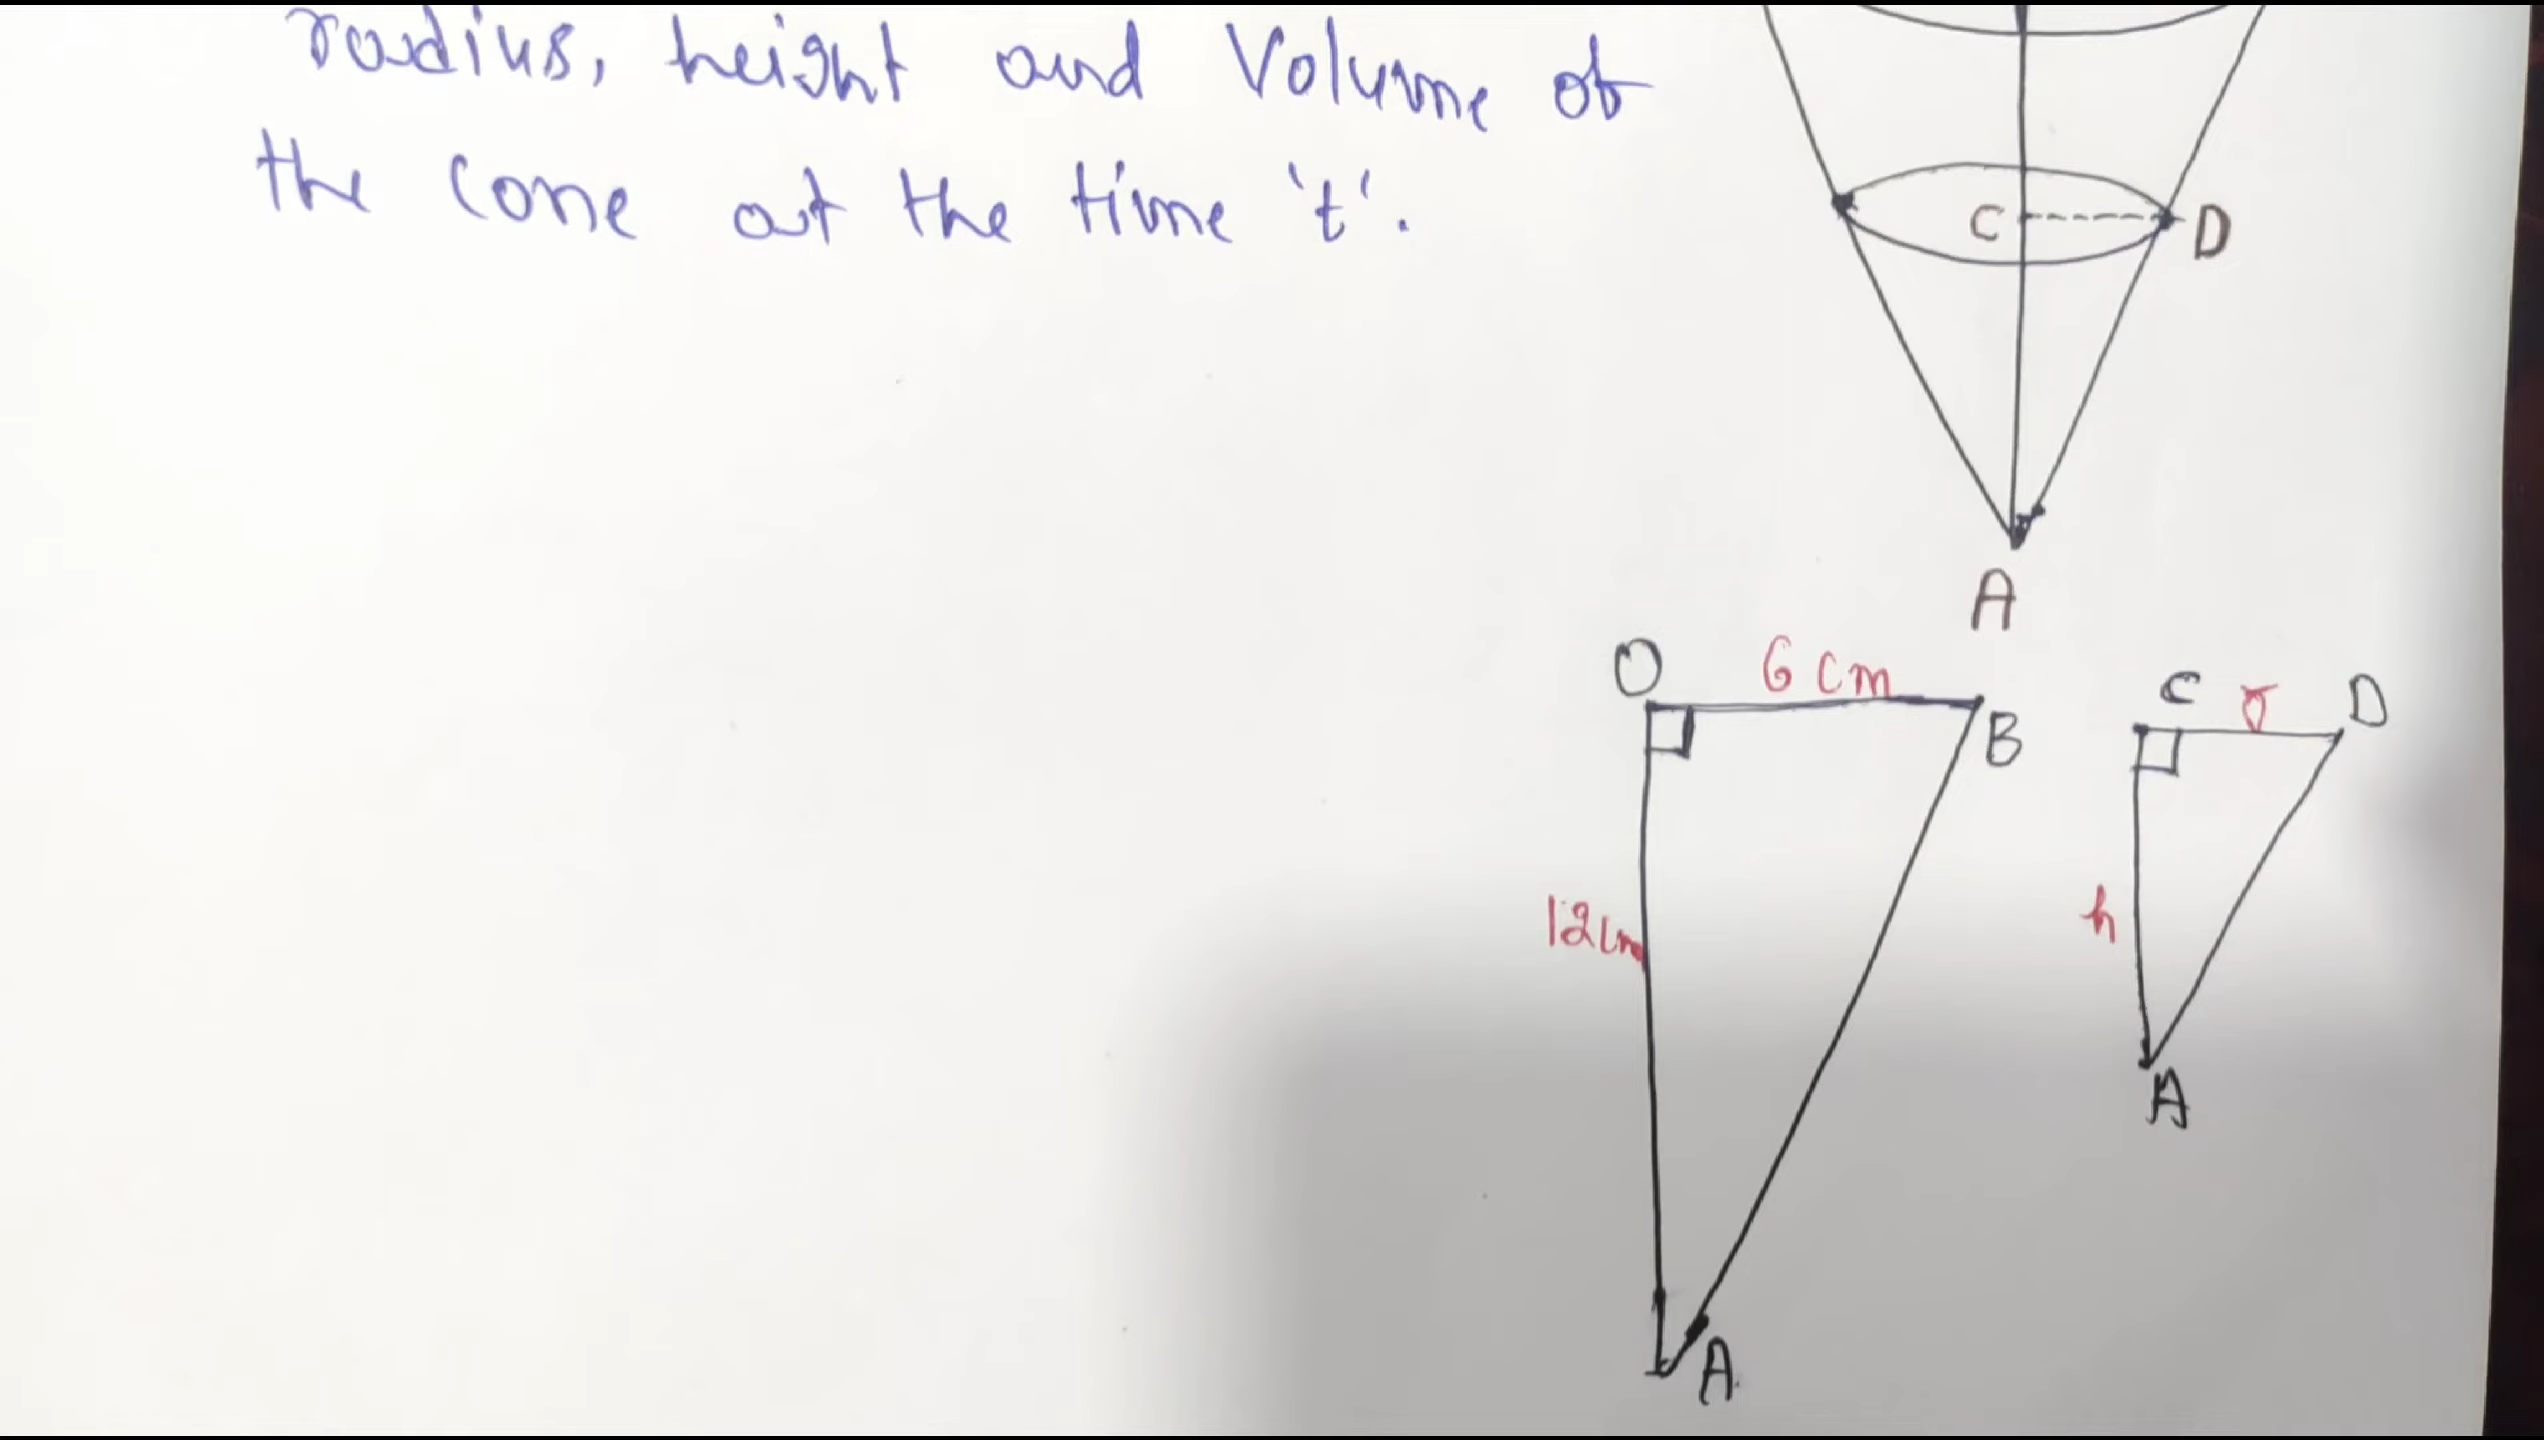 radius, height and Volume of
the cone at the time 't'.
C D
A
O 6 cm B
C r D
12cm
h
A
A